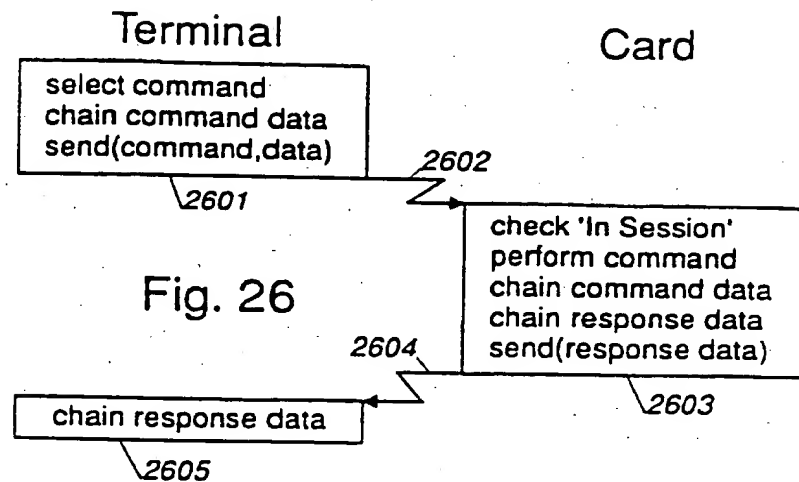 Terminal
Card
select command
chain command data
send(command,data)
2602
2601
check 'In Session'
perform command
chain command data
chain response data
send(response data)
Fig. 26
2604
2603
chain response data
2605